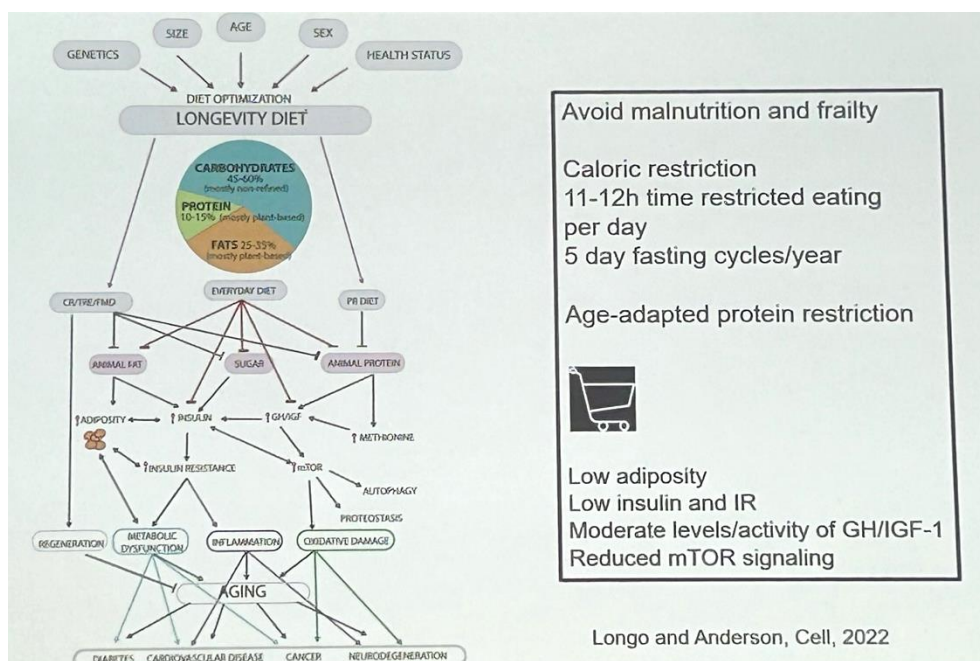 GENETICS
SIZE
AGE
SEX
HEALTH STATUS
DIET OPTIMIZATION
LONGEVITY DIET
CARBOHYDRATES
45-60%
(mostly non-refined)
PROTEIN
10-15% (mostly plant-based)
FATS 25-35%
(mostly plant-based)
CR/TRE/FMD
EVERYDAY DIET
PR DIET
ANIMAL FAT
SUGAR
ANIMAL PROTEIN
↑ADIPOSITY
↑INSULIN
↑GH/IGF
↑METHIONINE
↑INSULIN RESISTANCE
↑mTOR
AUTOPHAGY
PROTEOSTASIS
REGENERATION
METABOLIC
DYSFUNCTION
INFLAMMATION
OXIDATIVE DAMAGE
AGING
DIABETES
CARDIOVASCULAR DISEASE
CANCER
NEURODEGENERATION
Avoid malnutrition and frailty
Caloric restriction
11-12h time restricted eating
per day
5 day fasting cycles/year
Age-adapted protein restriction
Low adiposity
Low insulin and IR
Moderate levels/activity of GH/IGF-1
Reduced mTOR signaling
Longo and Anderson, Cell, 2022